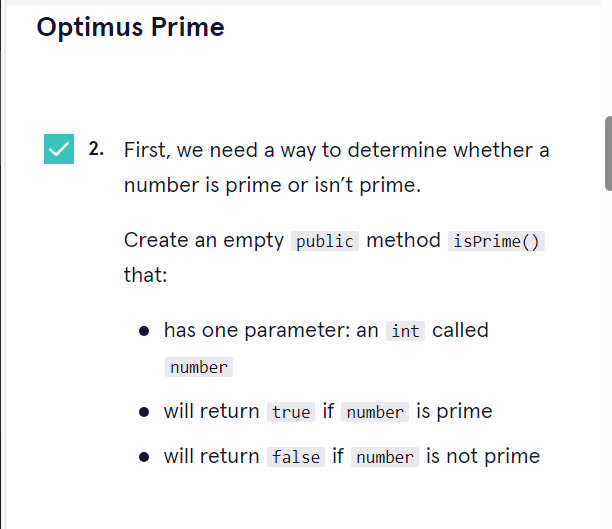 Optimus Prime
2. First, we need a way to determine whether a
number is prime or isn’t prime.
Create an empty public method isPrime()
that:
• has one parameter: an int called
number
• will return true if number is prime
• will return false if number is not prime